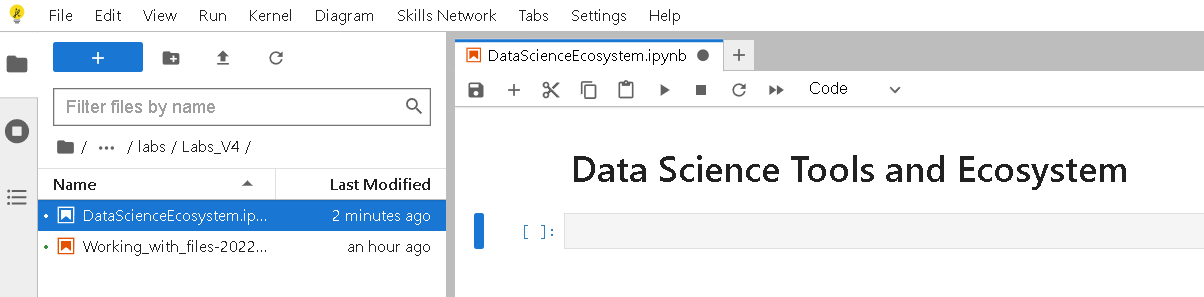 File Edit View Run Kernel Diagram Skills Network Tabs Settings Help
DataScienceEcosystem.ipynb
Code
Filter files by name
/ ··· / labs / Labs_V4 /
Name Last Modified
DataScienceEcosystem.ip... 2 minutes ago
Working_with_files-2022... an hour ago
Data Science Tools and Ecosystem
[ ]: